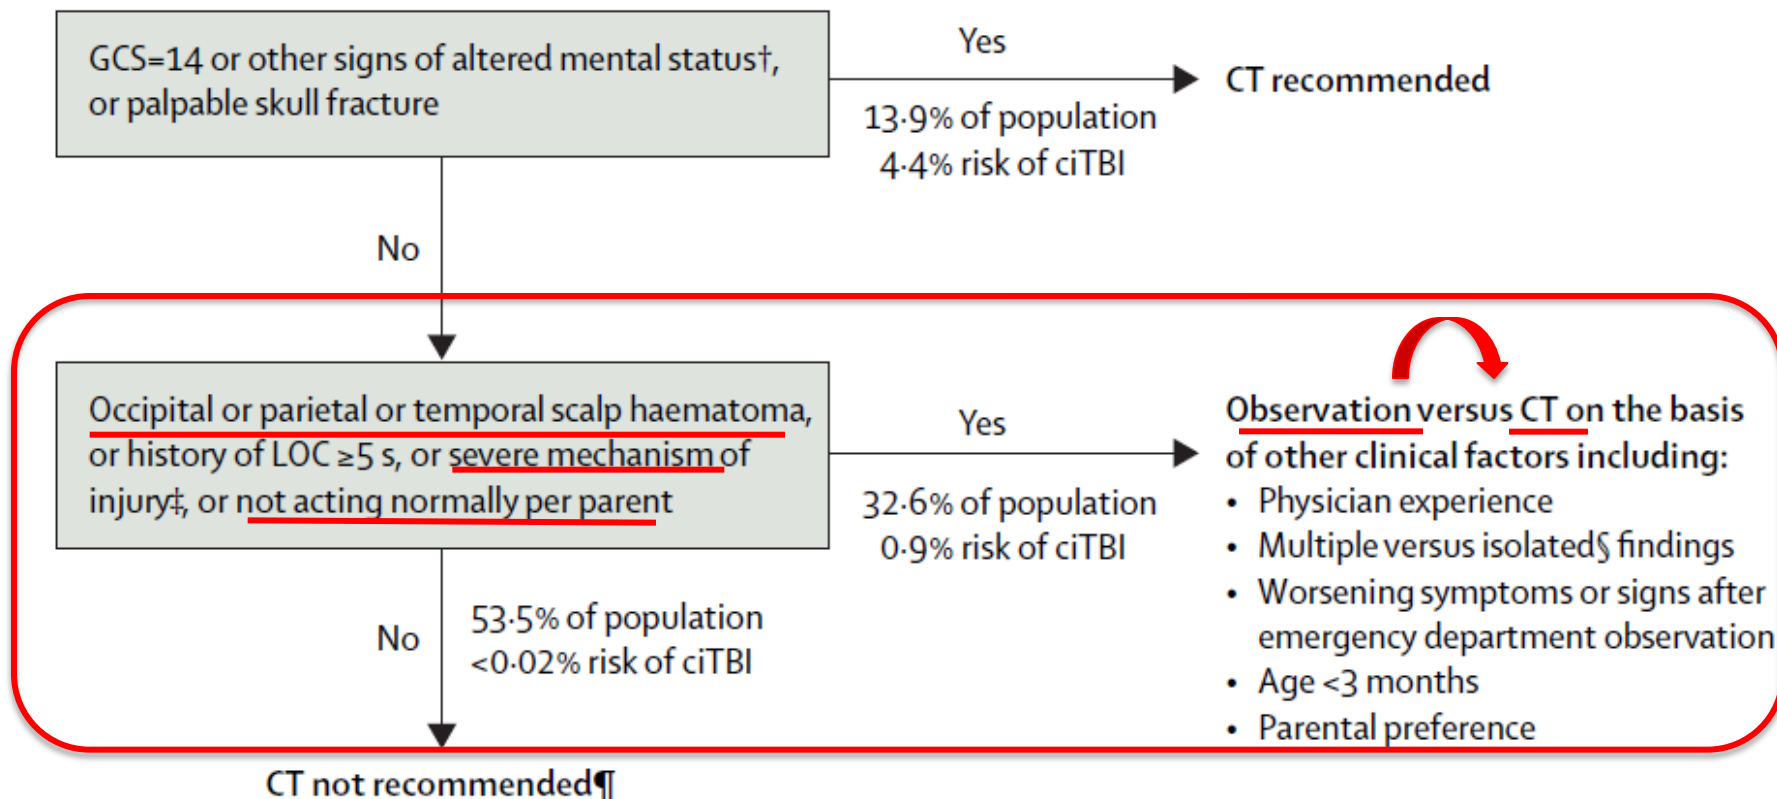 GCS=14 or other signs of altered mental status†,
or palpable skull fracture
Yes
13·9% of population
4·4% risk of ciTBI
CT recommended
No
Occipital or parietal or temporal scalp haematoma,
or history of LOC ≥5 s, or severe mechanism of
injury‡, or not acting normally per parent
Yes
32·6% of population
0·9% risk of ciTBI
Observation versus CT on the basis
of other clinical factors including:
• Physician experience
• Multiple versus isolated§ findings
• Worsening symptoms or signs after
emergency department observation
• Age <3 months
• Parental preference
No
53·5% of population
<0·02% risk of ciTBI
CT not recommended¶